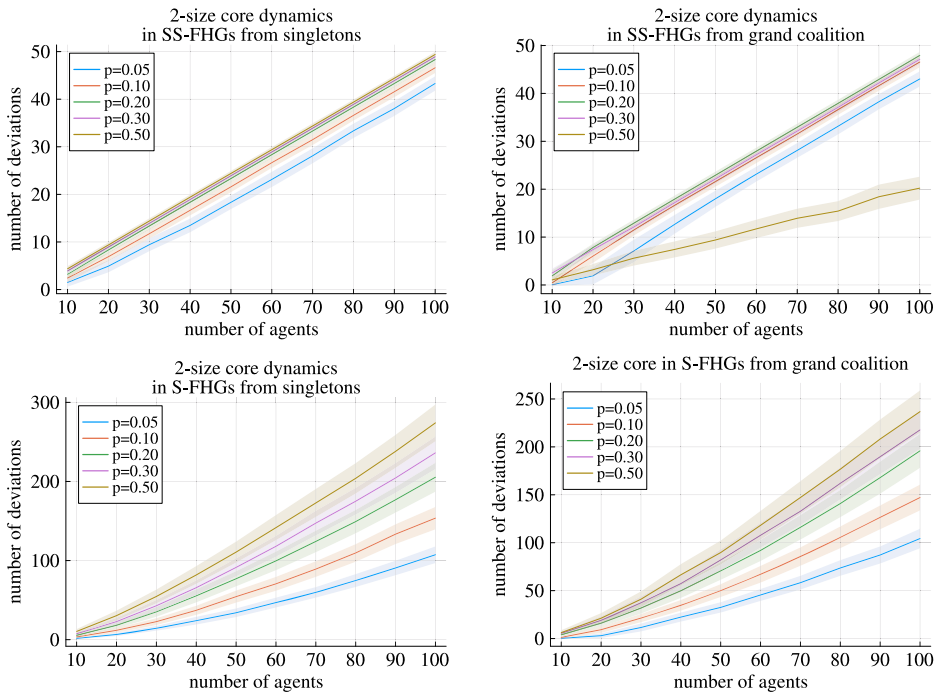 2-size core dynamics
in SS-FHGs from singletons
50
40
30
20
10
0
number of deviations
p=0.05
p=0.10
p=0.20
p=0.30
p=0.50
10 20 30 40 50 60 70 80 90 100
number of agents
2-size core dynamics
in SS-FHGs from grand coalition
50
40
30
20
10
0
number of deviations
p=0.05
p=0.10
p=0.20
p=0.30
p=0.50
10 20 30 40 50 60 70 80 90 100
number of agents
2-size core dynamics
in S-FHGs from singletons
300
200
100
0
number of deviations
p=0.05
p=0.10
p=0.20
p=0.30
p=0.50
10 20 30 40 50 60 70 80 90 100
number of agents
2-size core in S-FHGs from grand coalition
250
200
150
100
50
0
number of deviations
p=0.05
p=0.10
p=0.20
p=0.30
p=0.50
10 20 30 40 50 60 70 80 90 100
number of agents